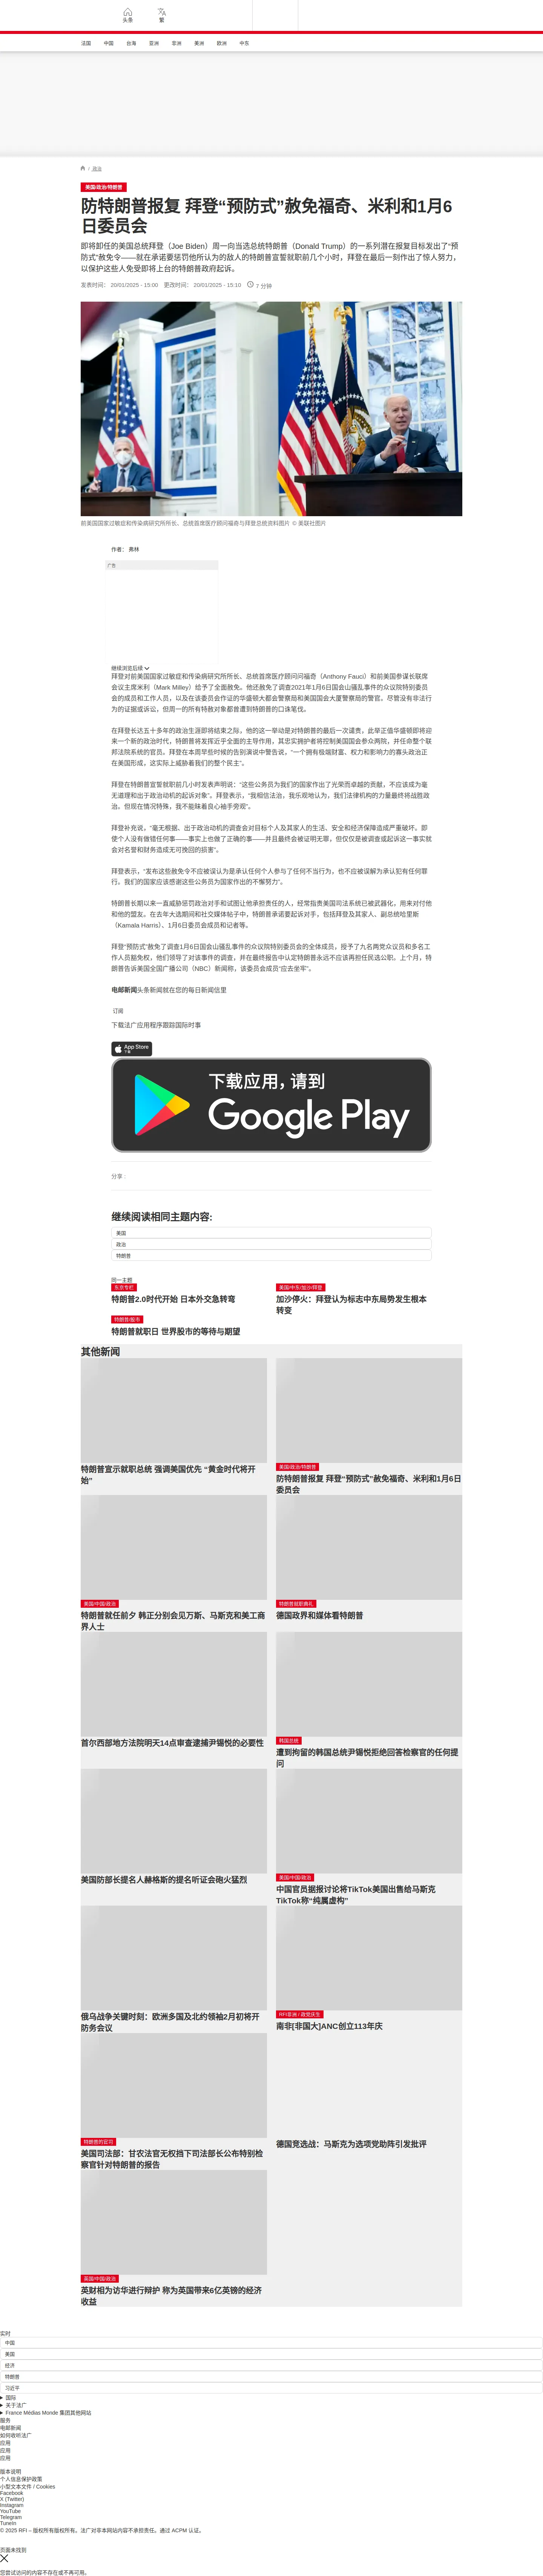 头条
繁
法国
中国
台海
亚洲
非洲
美洲
欧洲
中东
/ 政治
美国/政治/特朗普
防特朗普报复 拜登“预防式”赦免福奇、米利和1月6
日委员会
即将卸任的美国总统拜登（Joe Biden）周一向当选总统特朗普（Donald Trump）的一系列潜在报复目标发出了“预
防式”赦免令——就在承诺要惩罚他所认为的敌人的特朗普宣誓就职前几个小时，拜登在最后一刻作出了惊人努力，
以保护这些人免受即将上台的特朗普政府起诉。
发表时间： 20/01/2025 - 15:00 更改时间： 20/01/2025 - 15:10 7 分钟
前美国国家过敏症和传染病研究所所长、总统首席医疗顾问福奇与拜登总统资料图片 © 美联社图片
作者： 弗林
广告
继续浏览后续
拜登对前美国国家过敏症和传染病研究所所长、总统首席医疗顾问问福奇（Anthony Fauci）和前美国参谋长联席
会议主席米利（Mark Milley）给予了全面赦免。他还赦免了调查2021年1月6日国会山骚乱事件的众议院特别委员
会的成员和工作人员，以及在该委员会作证的华盛顿大都会警察局和美国国会大厦警察局的警官。尽管没有非法行
为的证据或诉讼，但周一的所有特赦对象都曾遭到特朗普的口诛笔伐。
在拜登长达五十多年的政治生涯即将结束之际，他的这一举动是对特朗普的最后一次谴责，此举正值华盛顿即将迎
来一个新的政治时代，特朗普将发挥近乎全面的主导作用，其忠实拥护者将控制美国国会参众两院，并任命整个联
邦法院系统的官员。拜登在本周早些时候的告别演说中警告说，“一个拥有极端财富、权力和影响力的寡头政治正
在美国形成，这实际上威胁着我们的整个民主”。
拜登在特朗普宣誓就职前几小时发表声明说：“这些公务员为我们的国家作出了光荣而卓越的贡献，不应该成为毫
无道理和出于政治动机的起诉对象”。拜登表示，“我相信法治，我乐观地认为，我们法律机构的力量最终将战胜政
治。但现在情况特殊，我不能昧着良心袖手旁观”。
拜登补充说，“毫无根据、出于政治动机的调查会对目标个人及其家人的生活、安全和经济保障造成严重破坏。即
使个人没有做错任何事——事实上也做了正确的事——并且最终会被证明无罪，但仅仅是被调查或起诉这一事实就
会对名誉和财务造成无可挽回的损害”。
拜登表示，“发布这些赦免令不应被误认为是承认任何个人参与了任何不当行为，也不应被误解为承认犯有任何罪
行。我们的国家应该感谢这些公务员为国家作出的不懈努力”。
特朗普长期以来一直威胁惩罚政治对手和试图让他承担责任的人，经常指责美国司法系统已被武器化，用来对付他
和他的盟友。在去年大选期间和社交媒体帖子中，特朗普承诺要起诉对手，包括拜登及其家人、副总统哈里斯
（Kamala Harris）、1月6日委员会成员和记者等。
拜登“预防式”赦免了调查1月6日国会山骚乱事件的众议院特别委员会的全体成员，授予了九名两党众议员和多名工
作人员豁免权，他们领导了对该事件的调查，并在最终报告中认定特朗普永远不应该再担任民选公职。上个月，特
朗普告诉美国全国广播公司（NBC）新闻称，该委员会成员“应去坐牢”。
电邮新闻头条新闻就在您的每日新闻信里
订阅
下载法广应用程序跟踪国际时事
App Store
下载
下载应用，请到
Google Play
分享 :
继续阅读相同主题内容:
美国
政治
特朗普
同一主题
东京专栏
特朗普2.0时代开始 日本外交急转弯
美国/中东/加沙/拜登
加沙停火：拜登认为标志中东局势发生根本
转变
特朗普/股市
特朗普就职日 世界股市的等待与期望
其他新闻
特朗普宣示就职总统 强调美国优先 “黄金时代将开
始”
美国/政治/特朗普
防特朗普报复 拜登“预防式”赦免福奇、米利和1月6日
委员会
美国/中国/政治
特朗普就任前夕 韩正分别会见万斯、马斯克和美工商
界人士
特朗普就职典礼
德国政界和媒体看特朗普
首尔西部地方法院明天14点审查逮捕尹锡悦的必要性
韩国总统
遭到拘留的韩国总统尹锡悦拒绝回答检察官的任何提
问
美国防部长提名人赫格斯的提名听证会砲火猛烈
美国/中国/政治
中国官员据报讨论将TikTok美国出售给马斯克
TikTok称“纯属虚构”
俄乌战争关键时刻：欧洲多国及北约领袖2月初将开
防务会议
RFI非洲 / 政党庆生
南非[非国大]ANC创立113年庆
特朗普的官司
美国司法部：甘农法官无权挡下司法部长公布特别检
察官针对特朗普的报告
德国竞选战：马斯克为选项党助阵引发批评
英国/中国/政治
英财相为访华进行辩护 称为英国带来6亿英镑的经济
收益
实时
中国
美国
经济
特朗普
习近平
国际
关于法广
France Médias Monde 集团其他网站
服务
电邮新闻
如何收听法广
应用
应用
应用
版本说明
个人信息保护政策
小型文本文件 / Cookies
Facebook
X (Twitter)
Instagram
YouTube
Telegram
TuneIn
© 2025 RFI – 版权所有版权所有。法广对非本网站内容不承担责任。通过 ACPM 认证。
页面未找到
您尝试访问的内容不存在或不再可用。